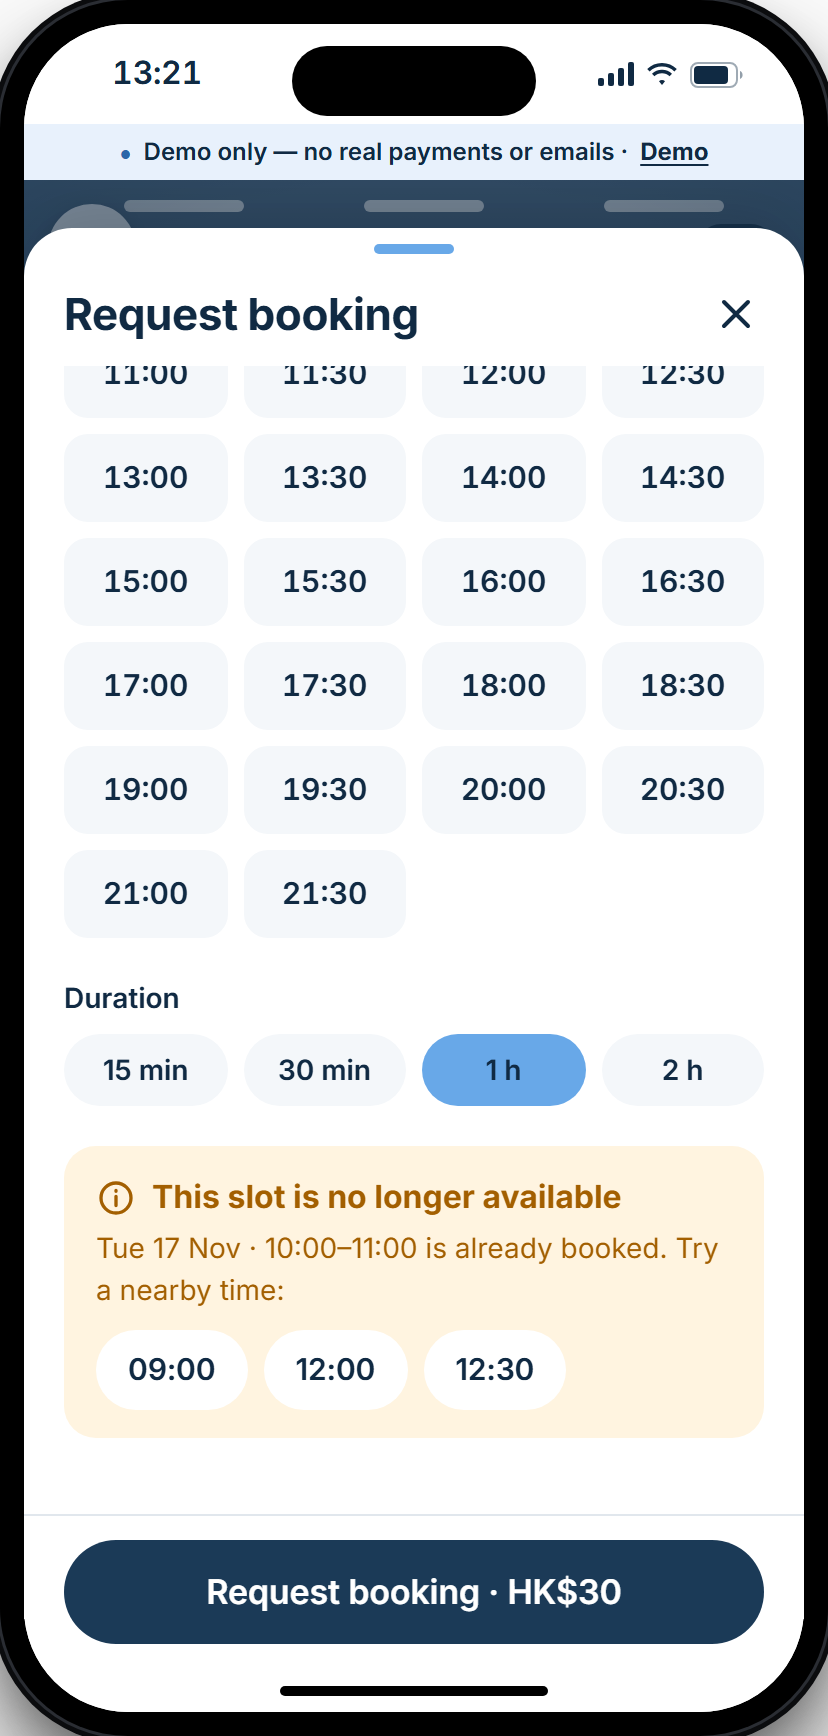 13:21
Demo only — no real payments or emails · Demo
Request booking
11:00 11:30 12:00 12:30
13:00 13:30 14:00 14:30
15:00 15:30 16:00 16:30
17:00 17:30 18:00 18:30
19:00 19:30 20:00 20:30
21:00 21:30
Duration
15 min 30 min 1 h 2 h
This slot is no longer available
Tue 17 Nov · 10:00–11:00 is already booked. Try
a nearby time:
09:00 12:00 12:30
Request booking · HK$30